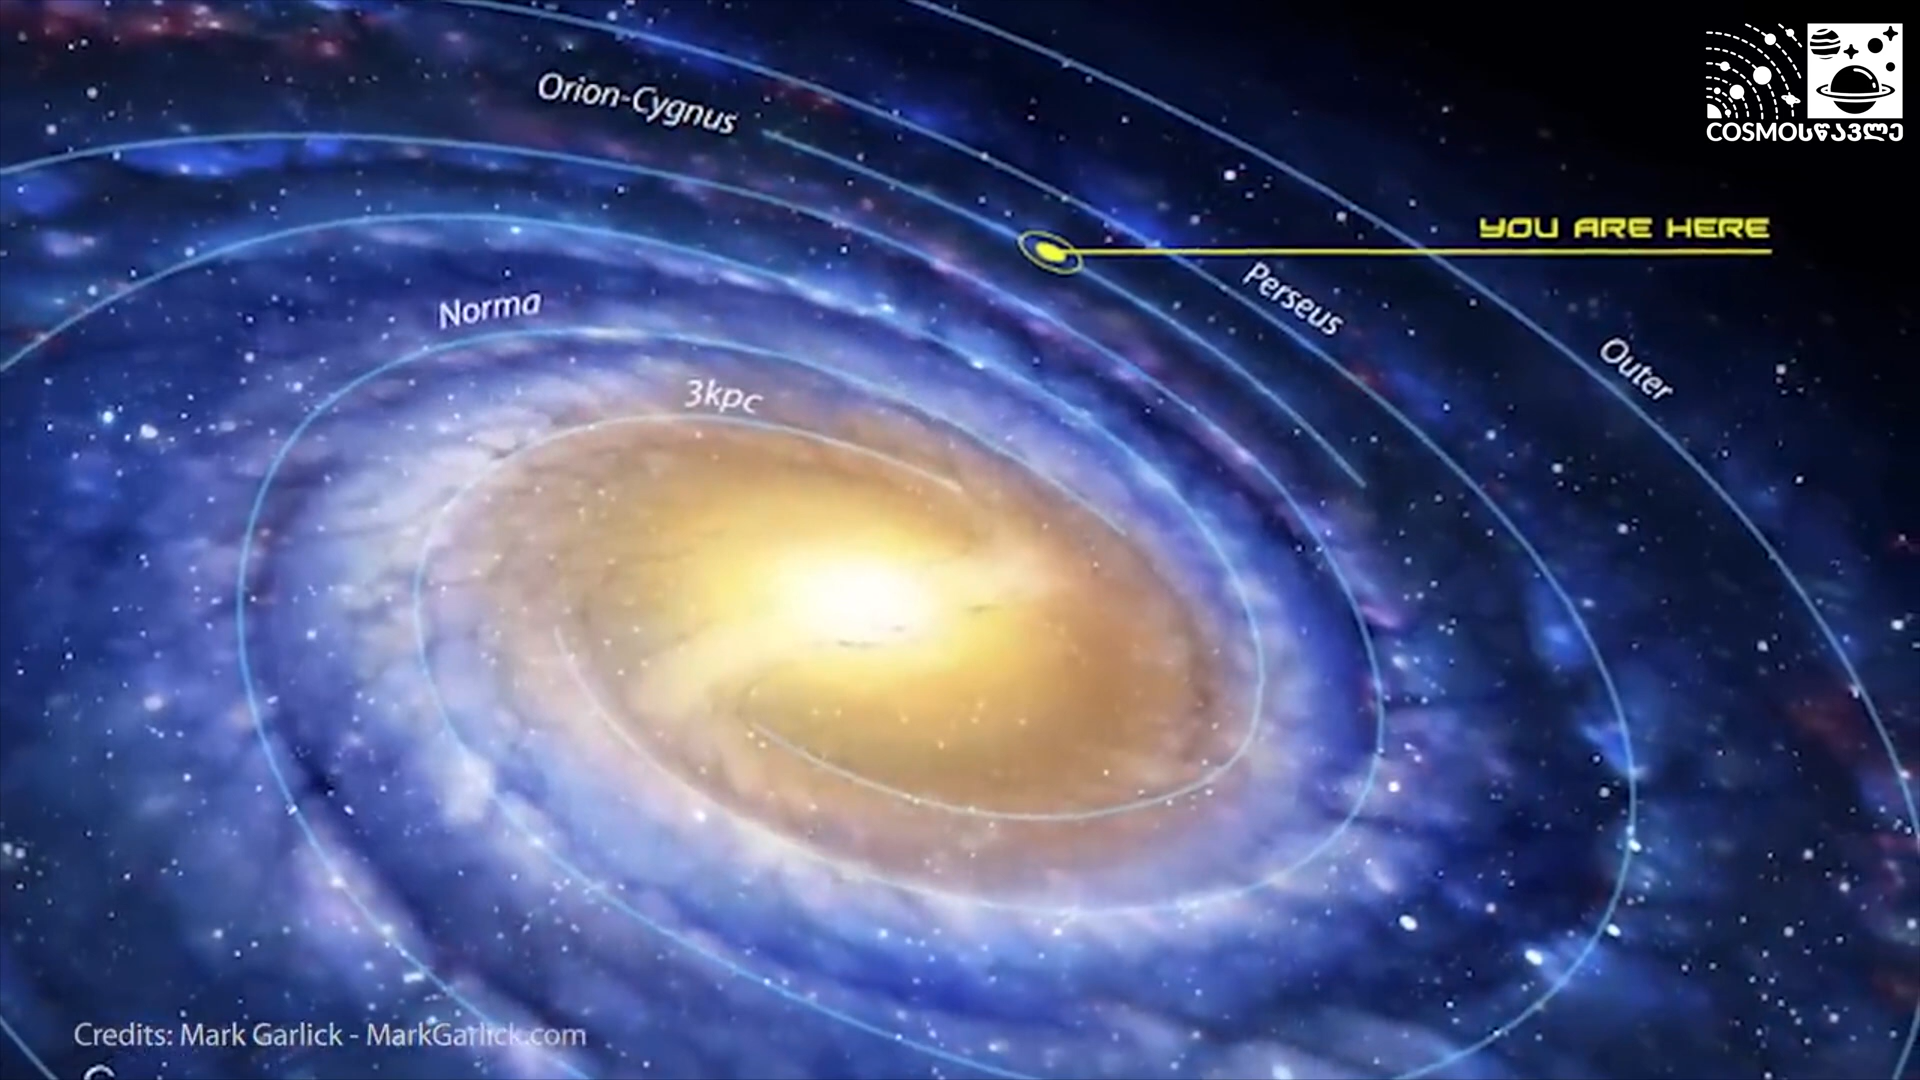 Orion-Cygnus
COSMOსწავლე
YOU ARE HERE
Perseus
Norma
Outer
3kpc
Credits: Mark Garlick - MarkGarlick.com